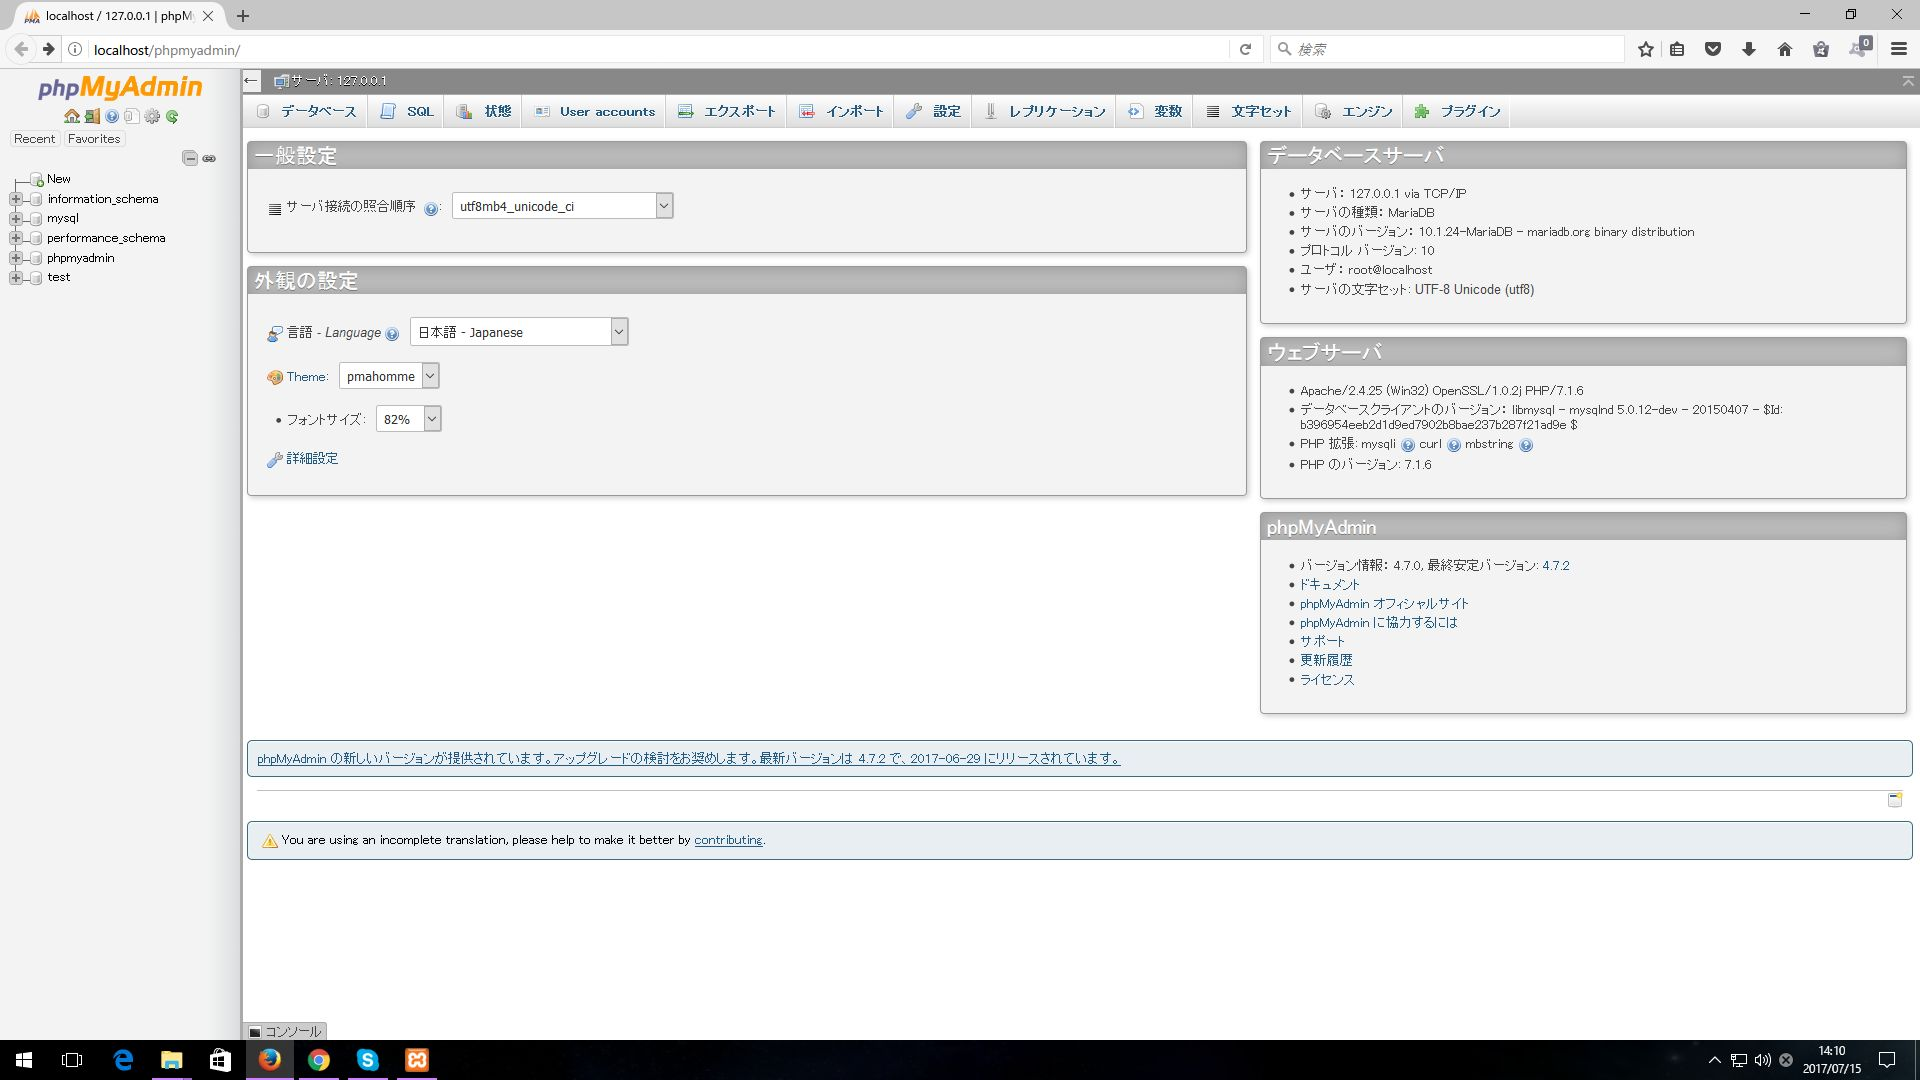 localhost / 127.0.0.1 | phpMy
localhost/phpmyadmin/
検索
0
phpMyAdmin
Recent
Favorites
New
information_schema
mysql
performance_schema
phpmyadmin
test
サーバ: 127.0.0.1
データベース
SQL
状態
User accounts
エクスポート
インポート
設定
レプリケーション
変数
文字セット
エンジン
プラグイン
一般設定
サーバ接続の照合順序 :
utf8mb4_unicode_ci
外観の設定
言語 - Language
日本語 - Japanese
Theme:
pmahomme
フォントサイズ:
82%
詳細設定
データベースサーバ
サーバ: 127.0.0.1 via TCP/IP
サーバの種類: MariaDB
サーバのバージョン: 10.1.24-MariaDB - mariadb.org binary distribution
プロトコル バージョン: 10
ユーザ: root@localhost
サーバの文字セット: UTF-8 Unicode (utf8)
ウェブサーバ
Apache/2.4.25 (Win32) OpenSSL/1.0.2j PHP/7.1.6
データベースクライアントのバージョン: libmysql - mysqlnd 5.0.12-dev - 20150407 - $Id:
b396954eeb2d1d9ed7902b8bae237b287f21ad9e $
PHP 拡張: mysqli curl mbstring
PHP のバージョン: 7.1.6
phpMyAdmin
バージョン情報: 4.7.0, 最終安定バージョン: 4.7.2
ドキュメント
phpMyAdmin オフィシャルサイト
phpMyAdmin に協力するには
サポート
更新履歴
ライセンス
phpMyAdmin の新しいバージョンが提供されています。アップグレードの検討をお奨めします。最新バージョンは 4.7.2 で、2017-06-29 にリリースされています。
You are using an incomplete translation, please help to make it better by contributing.
コンソール
14:10
2017/07/15